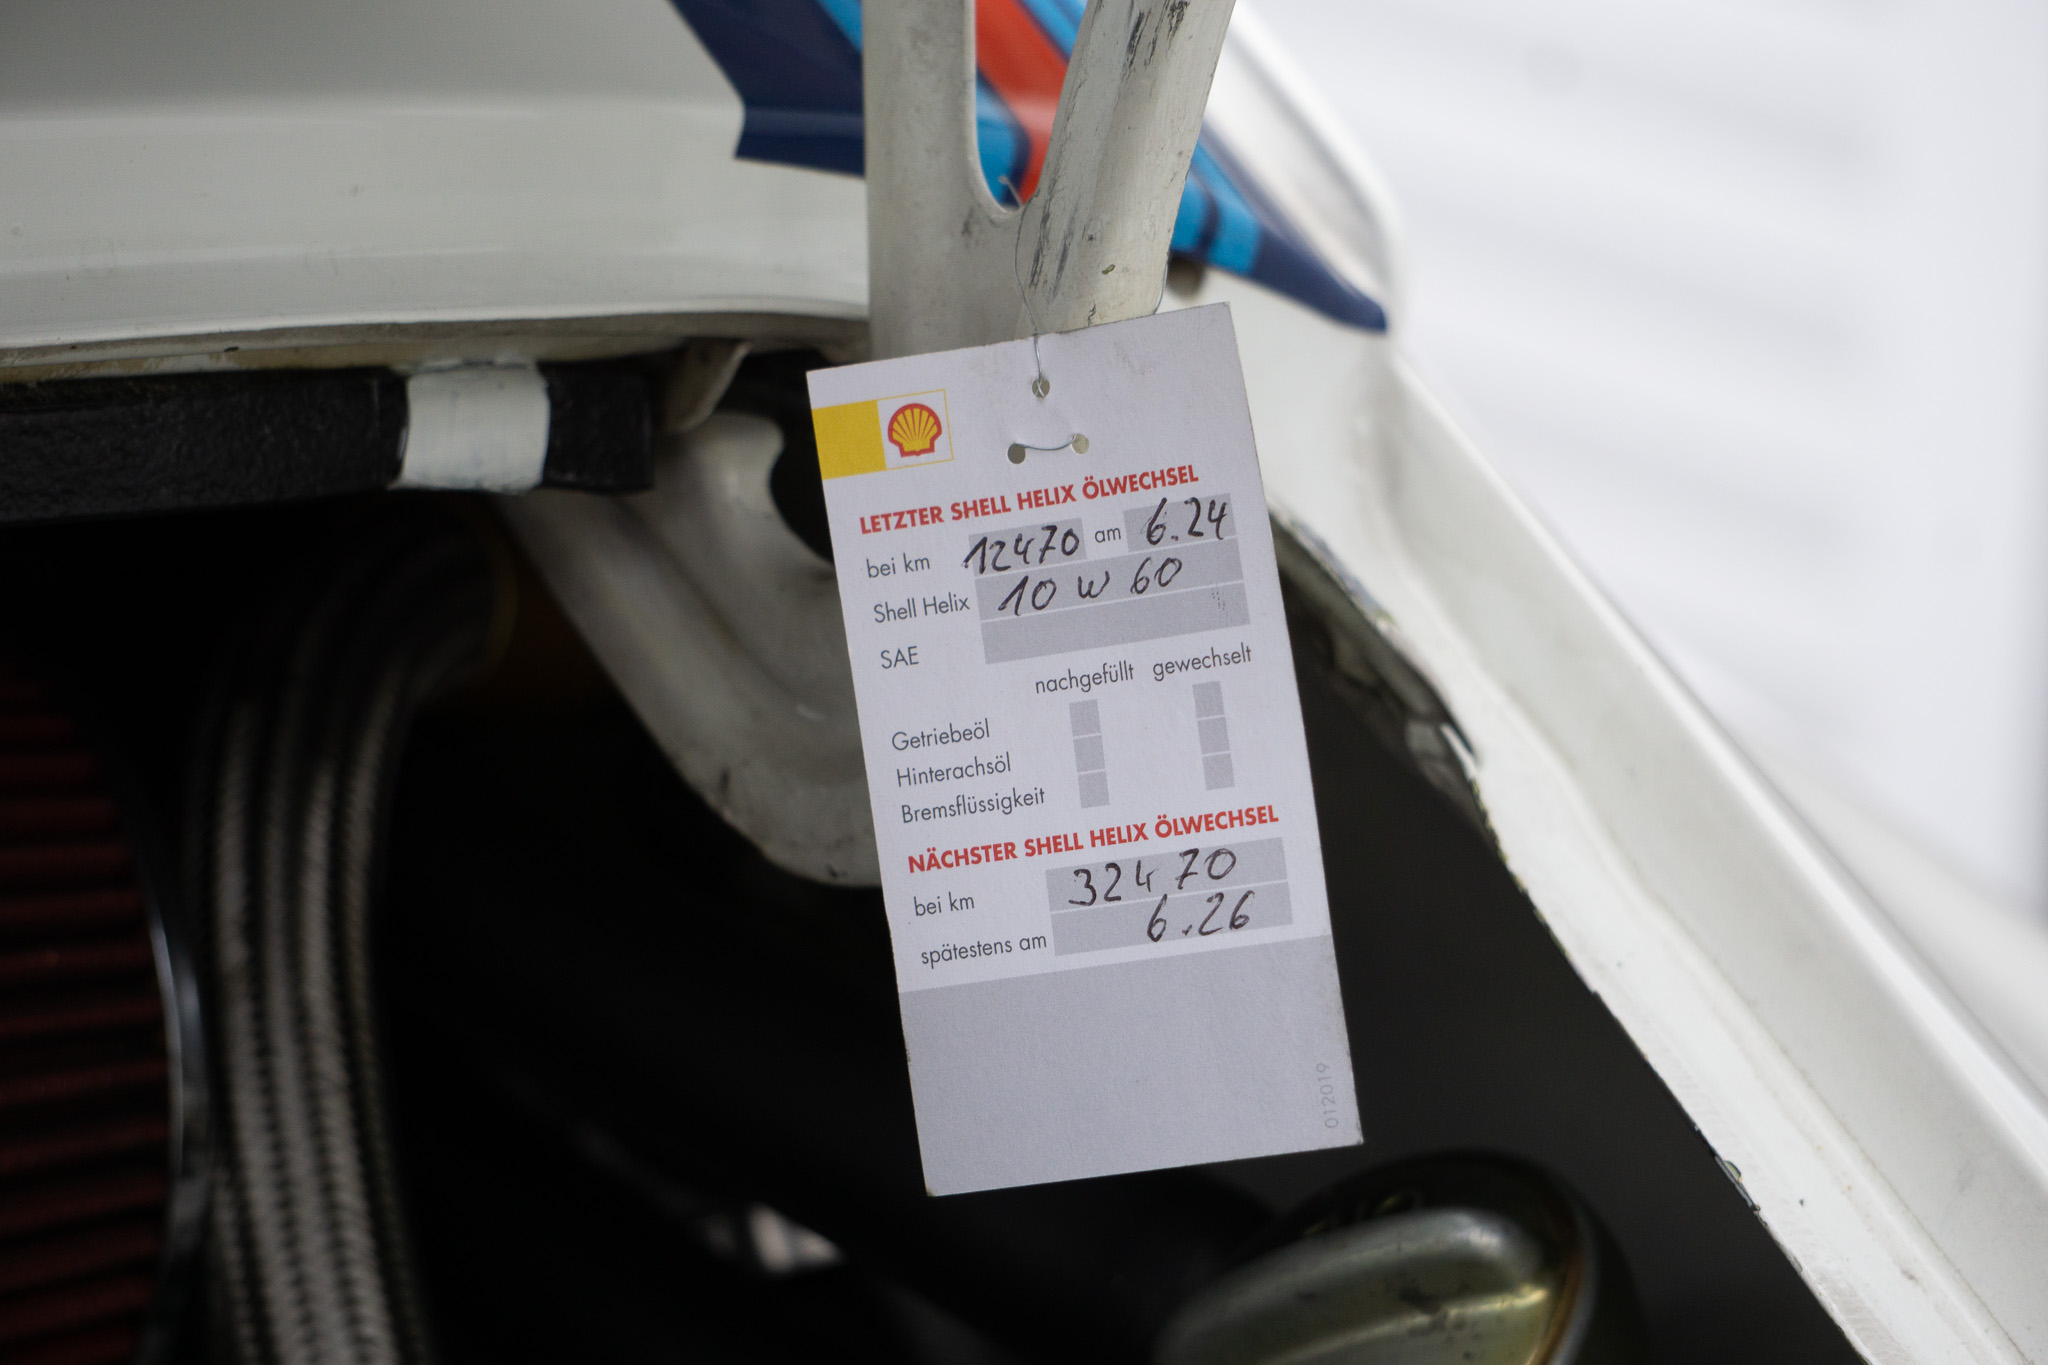 LETZTER SHELL HELIX ÖLWECHSEL
bei km 12470 am 6.24
Shell Helix 10 W 60
SAE
nachgefüllt gewechselt
Getriebeöl
Hinterachsöl
Bremsflüssigkeit
NÄCHSTER SHELL HELIX ÖLWECHSEL
bei km 32470
spätestens am 6.26
012019